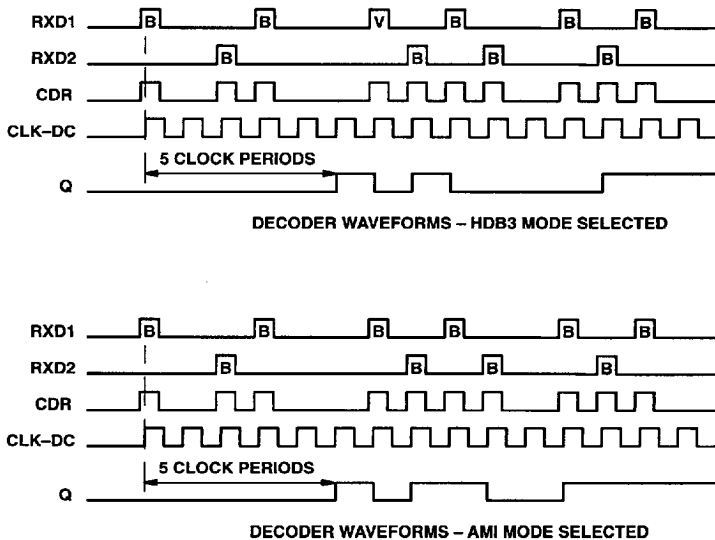 RXD1 B B V B B B
RXD2 B B B B
CDR
CLK–DC
5 CLOCK PERIODS
Q
DECODER WAVEFORMS – HDB3 MODE SELECTED
RXD1 B B B B B B
RXD2 B B B B
CDR
CLK–DC
5 CLOCK PERIODS
Q
DECODER WAVEFORMS – AMI MODE SELECTED